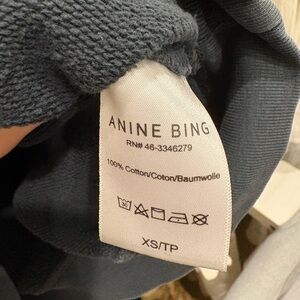 ANINE BING
RN# 46-3346279
100% Cotton/Coton/Baumwolle
XS/TP